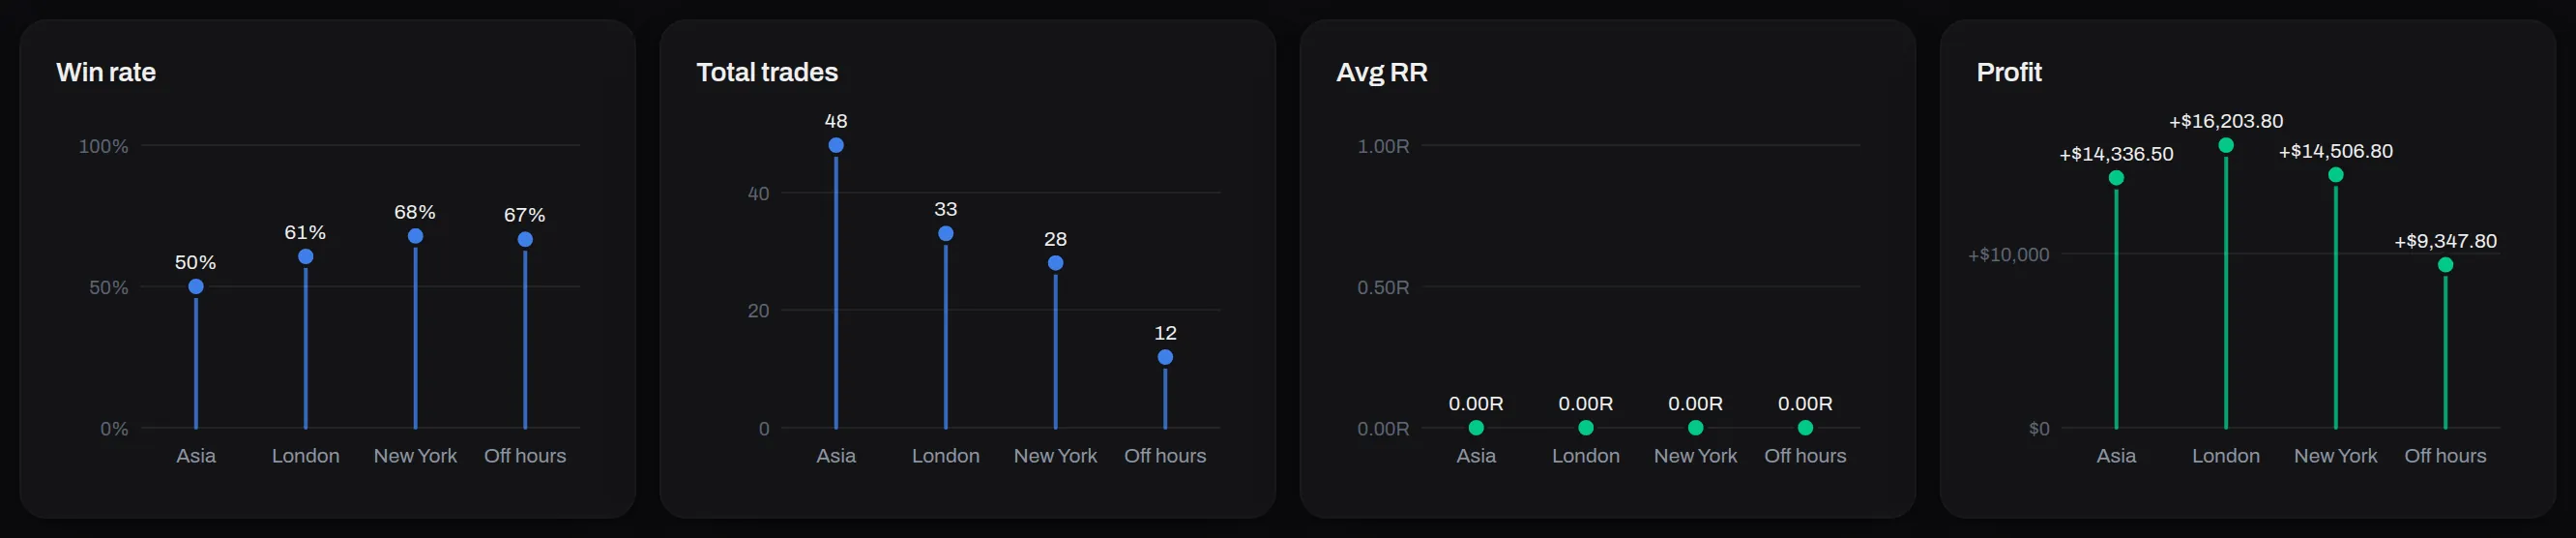 Win rate
100%
50%
0%
50%
61%
68%
67%
Asia
London
New York
Off hours
Total trades
40
20
0
48
33
28
12
Asia
London
New York
Off hours
Avg RR
1.00R
0.50R
0.00R
0.00R
0.00R
0.00R
0.00R
Asia
London
New York
Off hours
Profit
+$10,000
$0
+$14,336.50
+$16,203.80
+$14,506.80
+$9,347.80
Asia
London
New York
Off hours